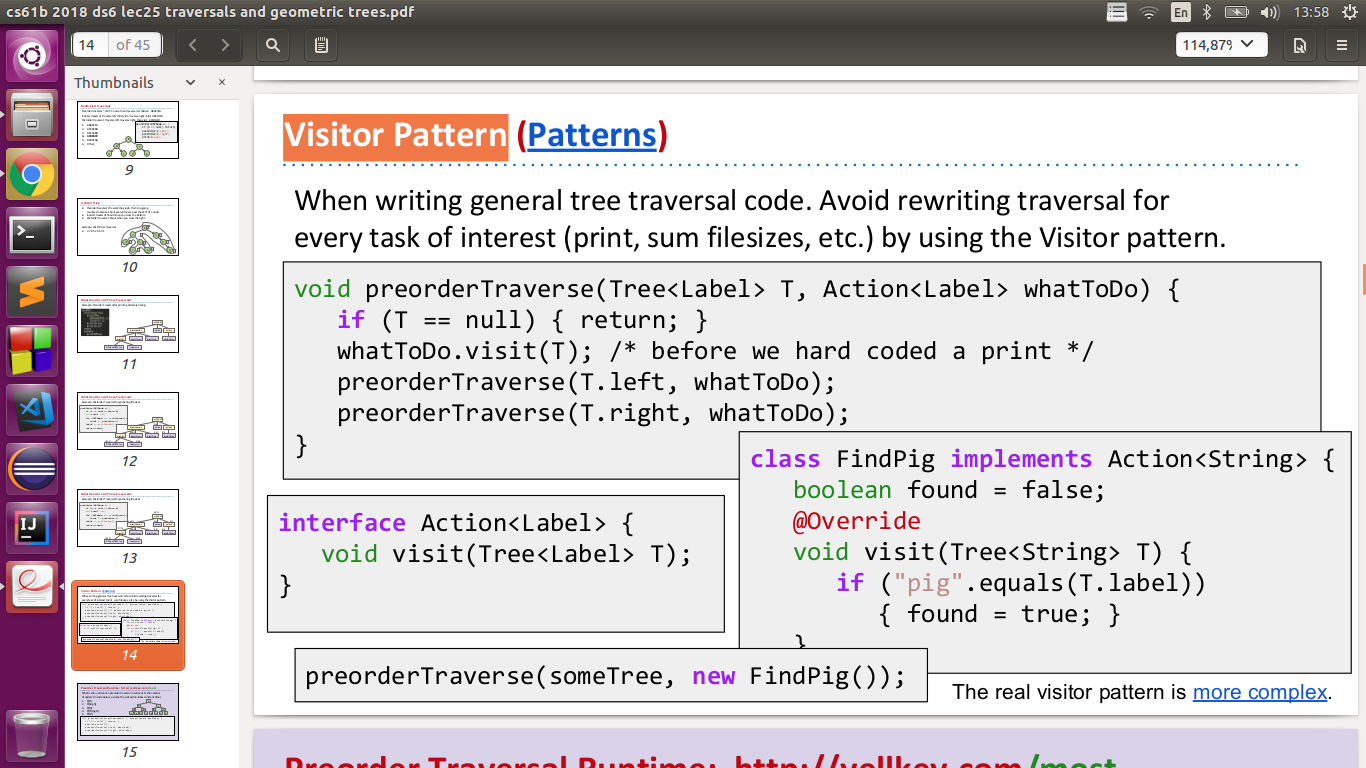 cs61b 2018 ds6 lec25 traversals and geometric trees.pdf
En
13:58
14 of 45
114,87%
Thumbnails
9
10
11
12
13
14
15
Visitor Pattern (Patterns)
When writing general tree traversal code. Avoid rewriting traversal for
every task of interest (print, sum filesizes, etc.) by using the Visitor pattern.
void preorderTraverse(Tree<Label> T, Action<Label> whatToDo) {
if (T == null) { return; }
whatToDo.visit(T); /* before we hard coded a print */
preorderTraverse(T.left, whatToDo);
preorderTraverse(T.right, whatToDo);
}
interface Action<Label> {
void visit(Tree<Label> T);
}
class FindPig implements Action<String> {
boolean found = false;
@Override
void visit(Tree<String> T) {
if ("pig".equals(T.label))
{ found = true; }
}
preorderTraverse(someTree, new FindPig());
The real visitor pattern is more complex.
Preorder Traversal Runtime: http://yellkey.com/most